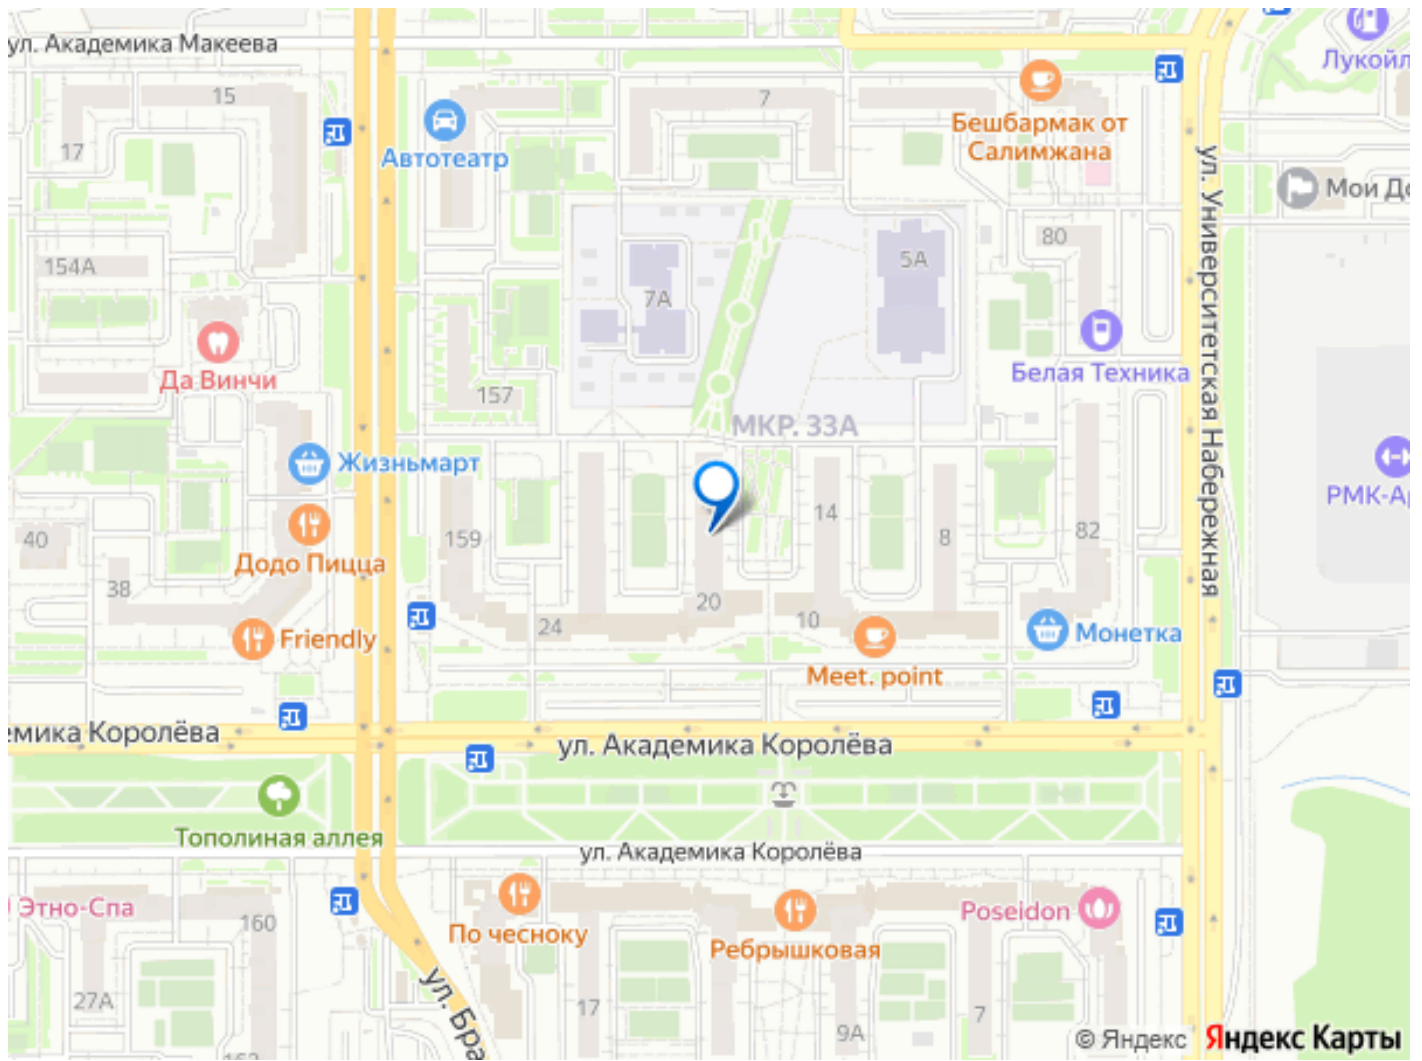 ул. Академика Макеева
Лукойл
15
7
Бешбармак от
Салимжана
17
Автотеатр
ул. Университетская Набережная
80
154А
5А
7А
Да Винчи
157
Белая Техника
МКР. 33А
Жизньмарт
РМК-Ар
14
82
40
159
8
Додо Пицца
38
20
10
24
Friendly
Монетка
Meet. point
емика Королёва
ул. Академика Королёва
Тополиная аллея
ул. Академика Королёва
Этно-Спа
160
По чесноку
Poseidon
Ребрышковая
ул. Бра
27А
17
7
9А
© Яндекс
Яндекс Карты